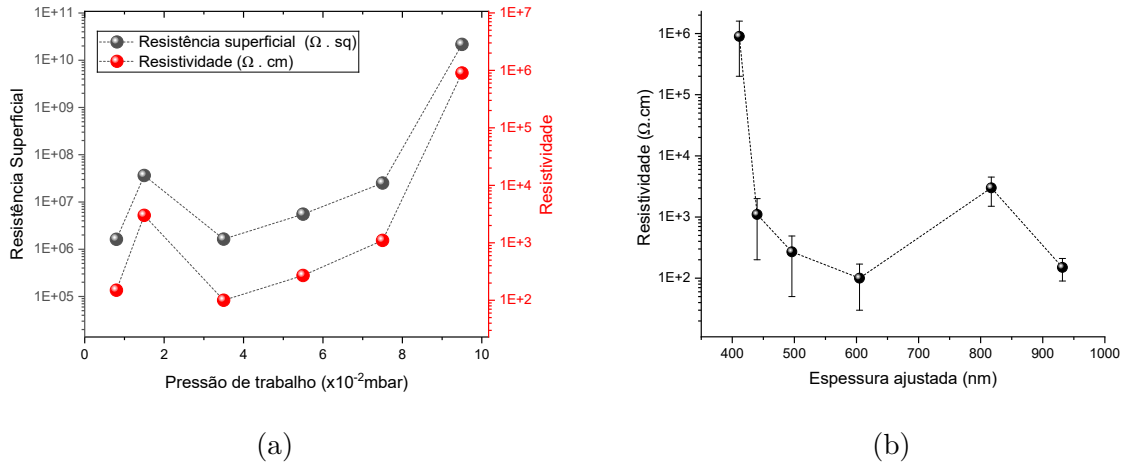 1E+11
1E+10
1E+09
1E+08
1E+07
1E+06
1E+05
Resistência Superficial
Resistência superficial (Ω . sq)
Resistividade (Ω . cm)
1E+7
1E+6
1E+5
1E+4
1E+3
1E+2
Resistividade
0 2 4 6 8 10
Pressão de trabalho (x10⁻²mbar)
(a)
1E+6
1E+5
1E+4
1E+3
1E+2
Resistividade (Ω.cm)
400 500 600 700 800 900 1000
Espessura ajustada (nm)
(b)